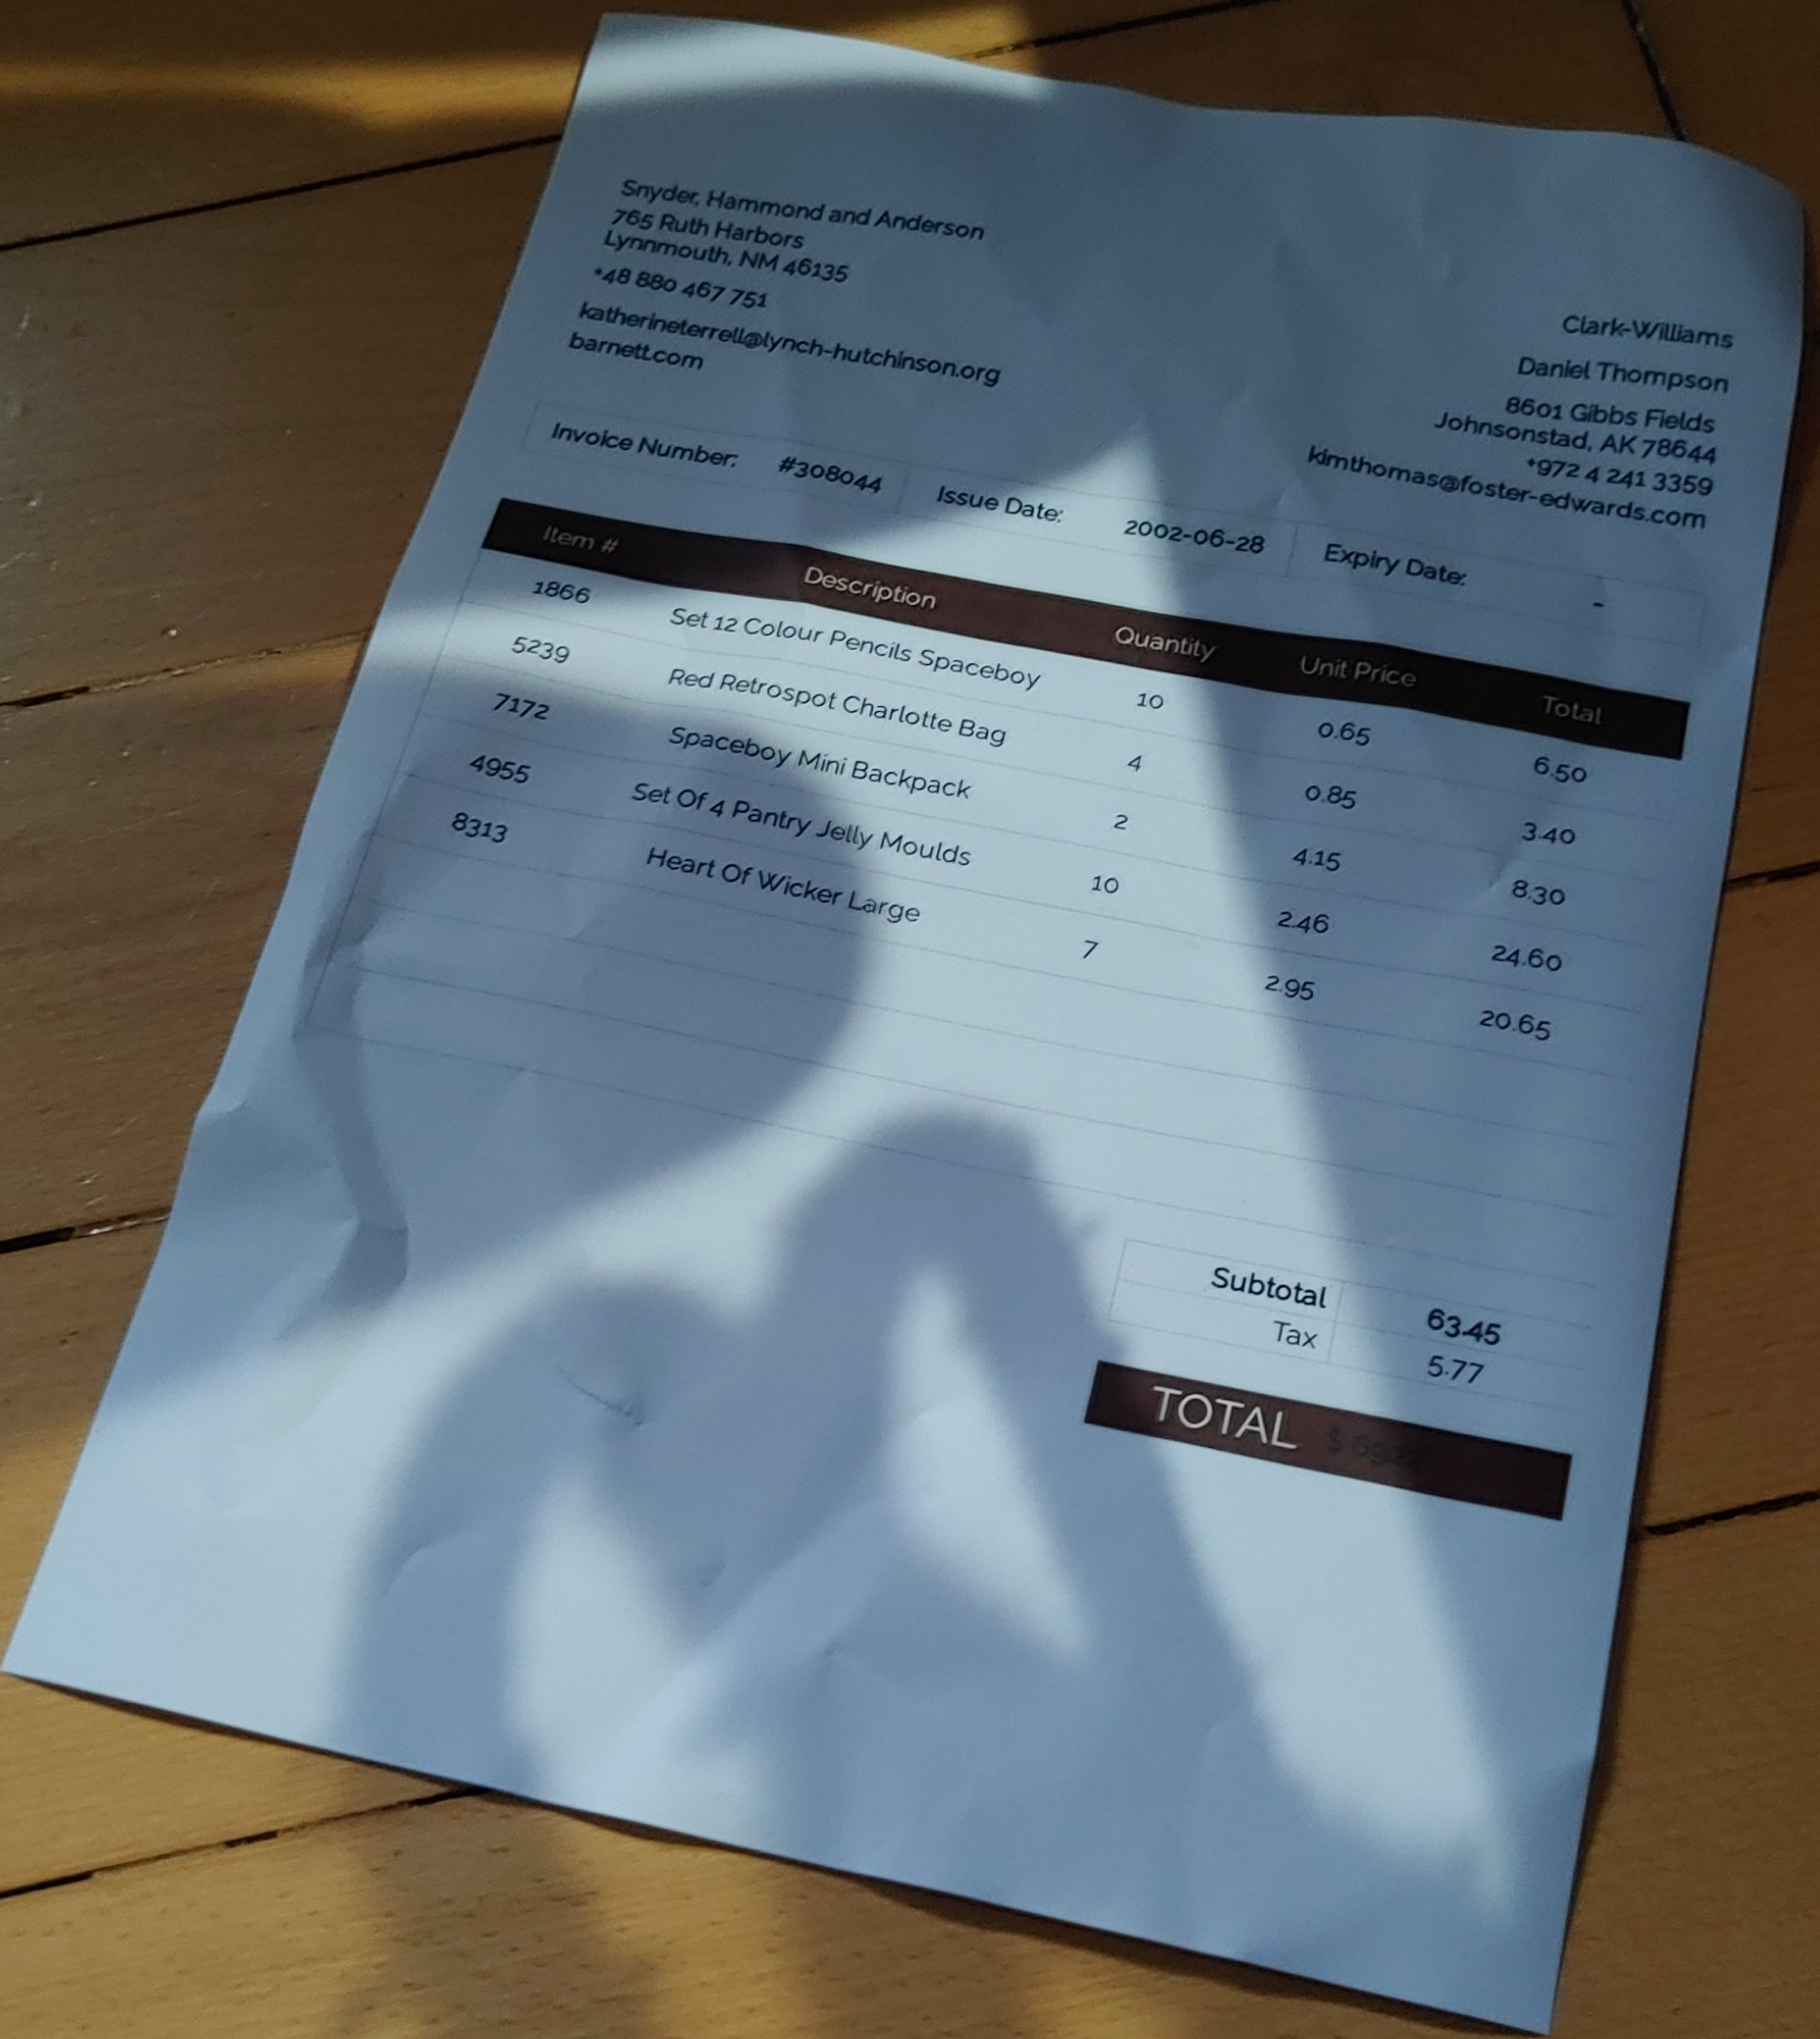 Snyder, Hammond and Anderson
765 Ruth Harbors
Lynnmouth, NM 46135
+48 880 467 751
katherineterrell@lynch-hutchinson.org
barnett.com
Clark-Williams
Daniel Thompson
8601 Gibbs Fields
Johnsonstad, AK 78644
+972 4 241 3359
kimthomas@foster-edwards.com
Invoice Number: #308044 Issue Date: 2002-06-28 Expiry Date: -
Item # Description Quantity Unit Price Total
1866 Set 12 Colour Pencils Spaceboy 10 0.65 6.50
5239 Red Retrospot Charlotte Bag 4 0.85 3.40
7172 Spaceboy Mini Backpack 2 4.15 8.30
4955 Set Of 4 Pantry Jelly Moulds 10 2.46 24.60
8313 Heart Of Wicker Large 7 2.95 20.65
Subtotal 63.45
Tax 5.77
TOTAL $